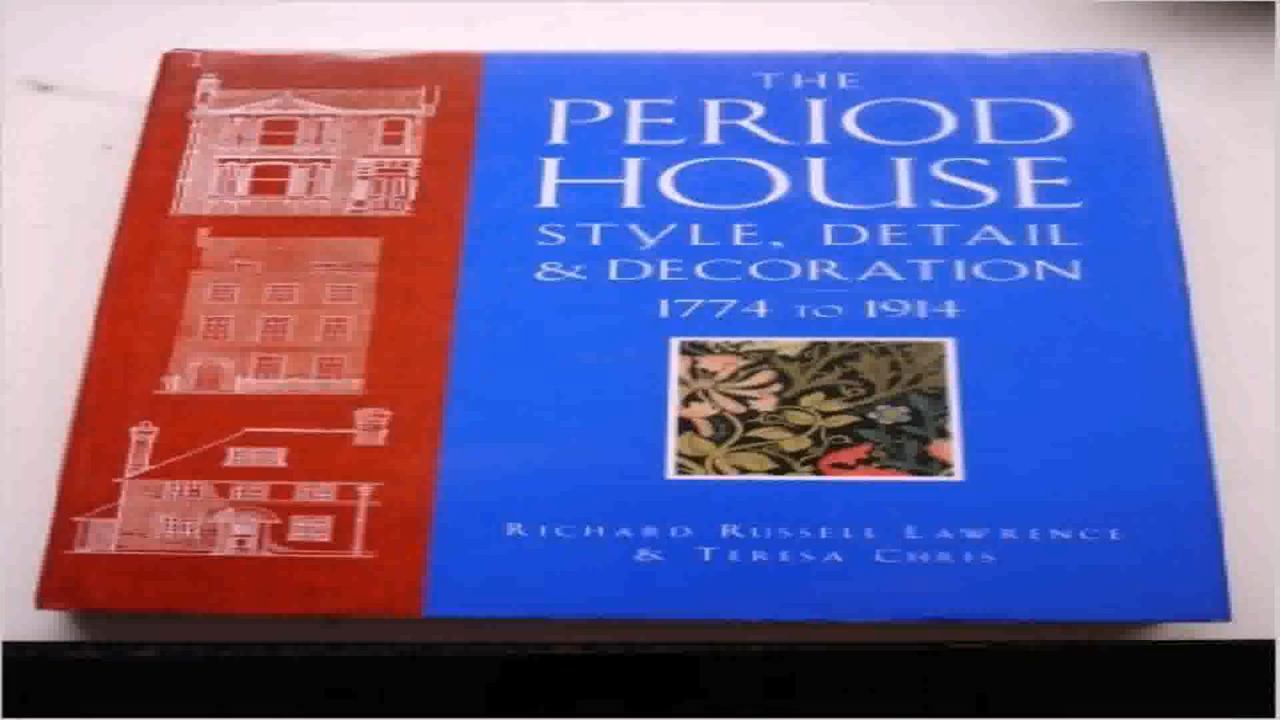 THE
PERIOD
HOUSE
STYLE, DETAIL
& DECORATION
1774 TO 1914
RICHARD RUSSELL LAWRENCE
& TERESA CHRIS